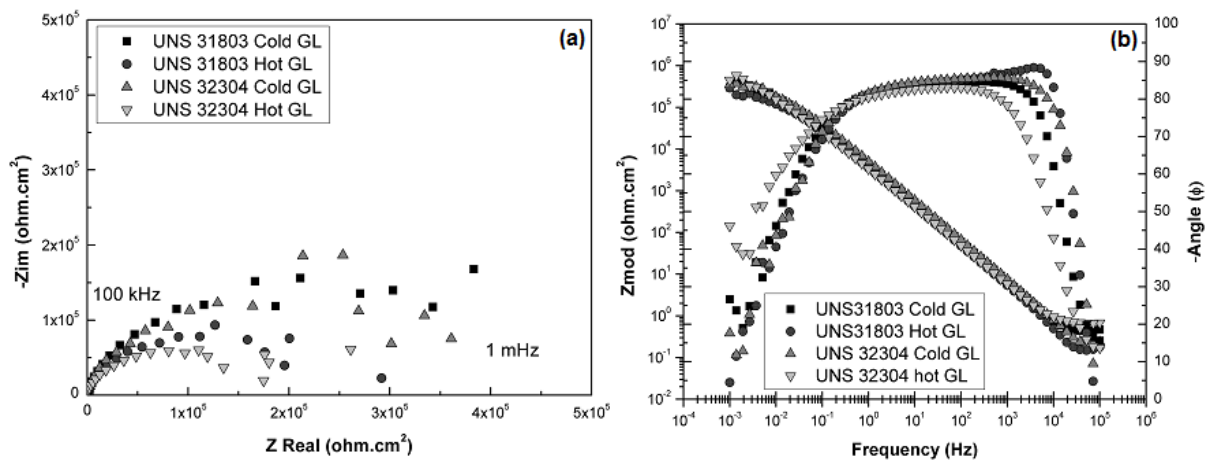 (a)
-Zim (ohm.cm²)
5x10⁵
4x10⁵
3x10⁵
2x10⁵
1x10⁵
0
UNS 31803 Cold GL
UNS 31803 Hot GL
UNS 32304 Cold GL
UNS 32304 Hot GL
100 kHz
1 mHz
0
1x10⁵
2x10⁵
3x10⁵
4x10⁵
5x10⁵
Z Real (ohm.cm²)
(b)
Zmod (ohm.cm²)
10⁷
10⁶
10⁵
10⁴
10³
10²
10¹
10⁰
10⁻¹
10⁻²
UNS31803 Cold GL
UNS31803 Hot GL
UNS 32304 Cold GL
UNS 32304 hot GL
10⁻⁴
10⁻³
10⁻²
10⁻¹
10⁰
10¹
10²
10³
10⁴
10⁵
10⁶
Frequency (Hz)
100
90
80
70
60
50
40
30
20
10
0
-Angle (ϕ)